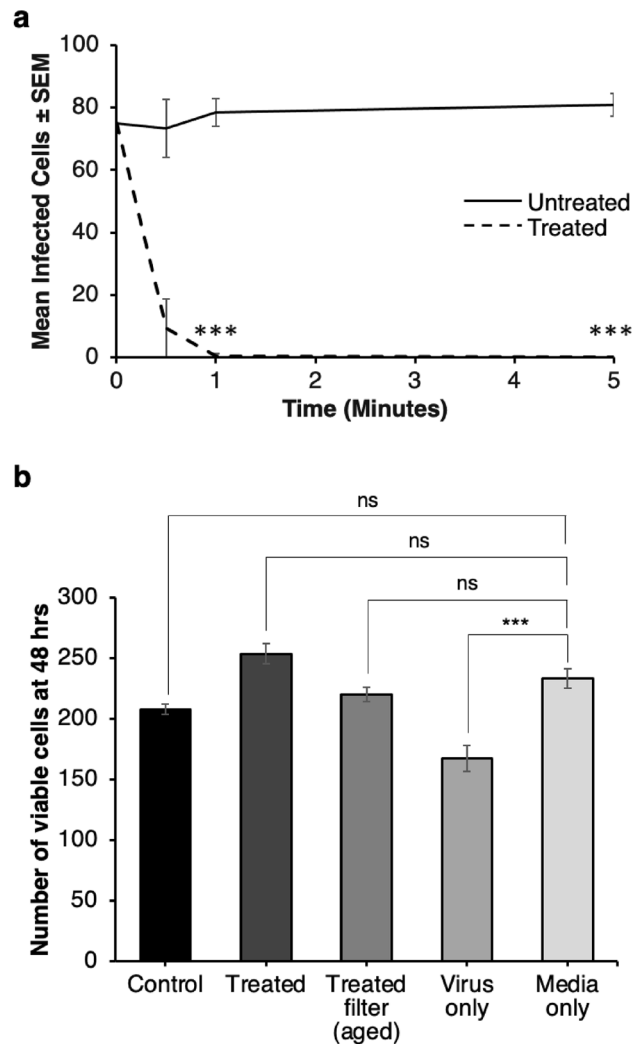 a
Mean Infected Cells ± SEM
100
80
60
40
20
0
Untreated
Treated
***
***
0 1 2 3 4 5
Time (Minutes)
b
ns
ns
ns
***
Number of viable cells at 48 hrs
300
250
200
150
100
50
0
Control
Treated
Treated
filter
(aged)
Virus
only
Media
only